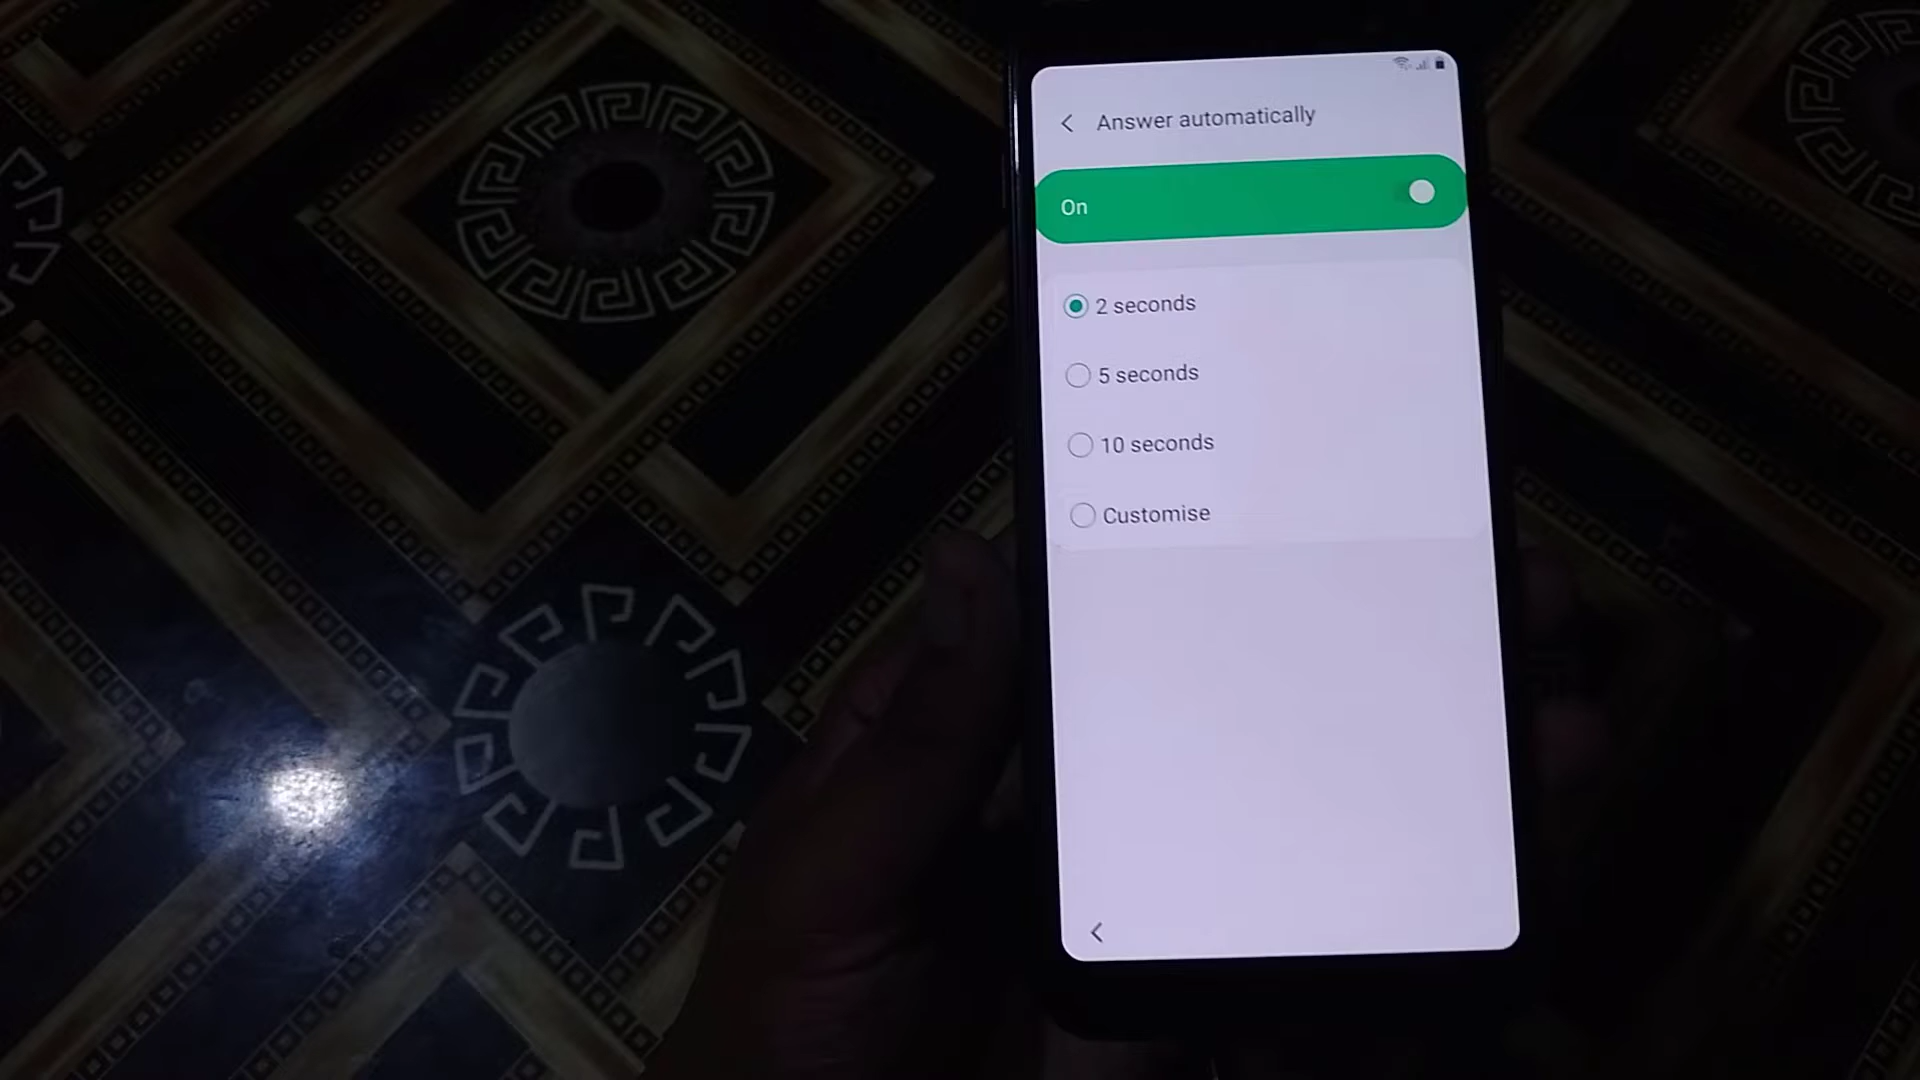 Answer automatically
On
2 seconds
5 seconds
10 seconds
Customise